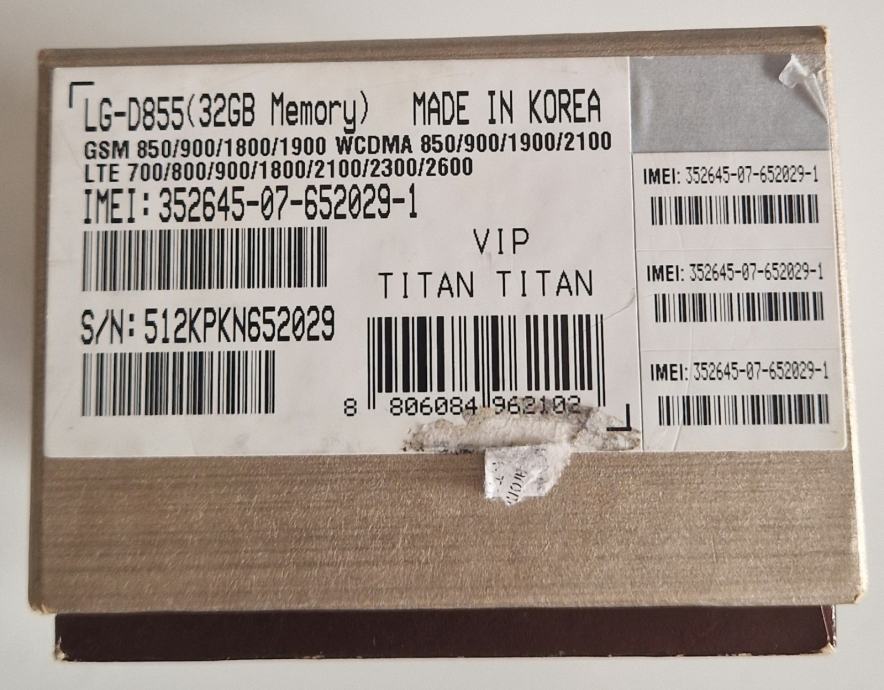 LG-D855(32GB Memory) MADE IN KOREA
GSM 850/900/1800/1900 WCDMA 850/900/1900/2100
LTE 700/800/900/1800/2100/2300/2600
IMEI: 352645-07-652029-1
VIP
TITAN TITAN
S/N: 512KPKN652029
8 806084 962102
IMEI: 352645-07-652029-1
IMEI: 352645-07-652029-1
IMEI: 352645-07-652029-1